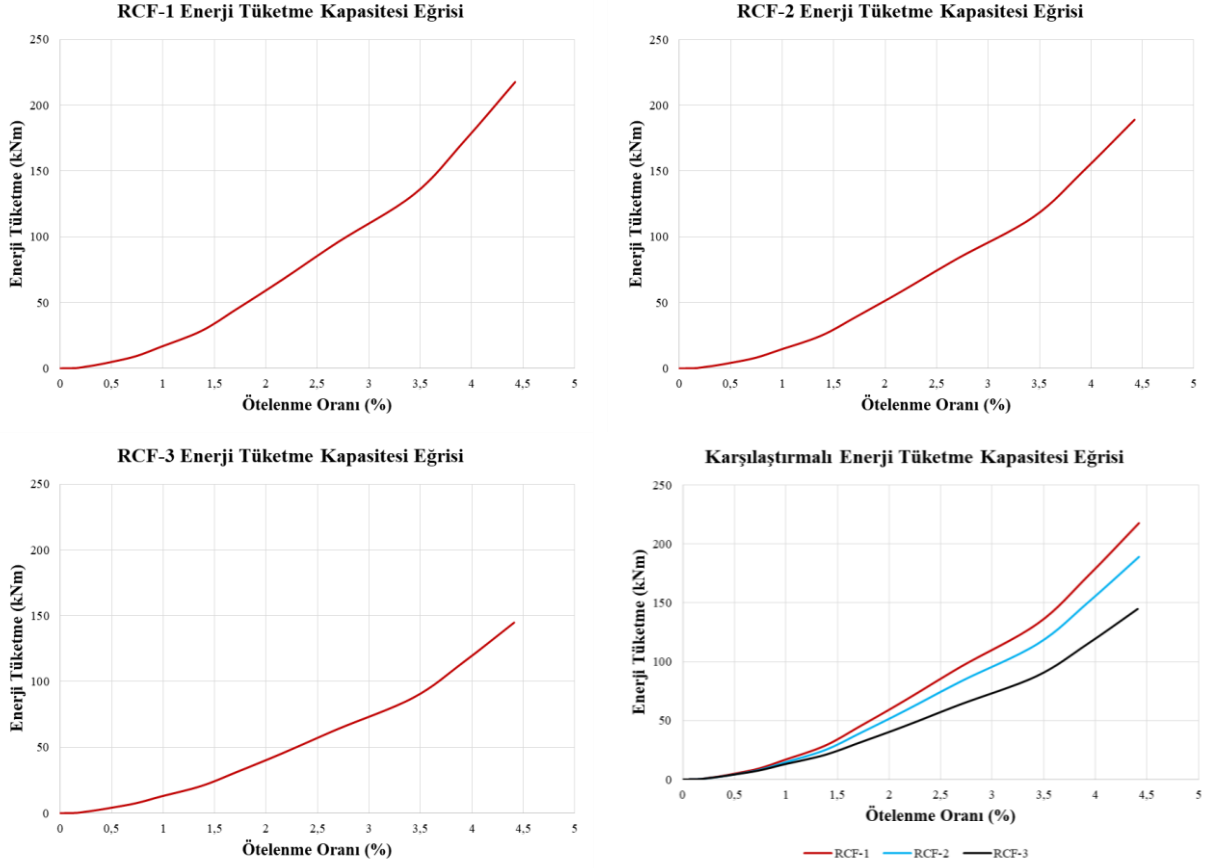 RCF-1 Enerji Tüketme Kapasitesi Eğrisi
Enerji Tüketme (kNm)
250
200
150
100
50
0
0 0,5 1 1,5 2 2,5 3 3,5 4 4,5 5
Ötelenme Oranı (%)
RCF-2 Enerji Tüketme Kapasitesi Eğrisi
Enerji Tüketme (kNm)
250
200
150
100
50
0
0 0,5 1 1,5 2 2,5 3 3,5 4 4,5 5
Ötelenme Oranı (%)
RCF-3 Enerji Tüketme Kapasitesi Eğrisi
Enerji Tüketme (kNm)
250
200
150
100
50
0
0 0,5 1 1,5 2 2,5 3 3,5 4 4,5 5
Ötelenme Oranı (%)
Karşılaştırmalı Enerji Tüketme Kapasitesi Eğrisi
Enerji Tüketme (kNm)
250
200
150
100
50
0
0 0,5 1 1,5 2 2,5 3 3,5 4 4,5 5
Ötelenme Oranı (%)
RCF-1 RCF-2 RCF-3